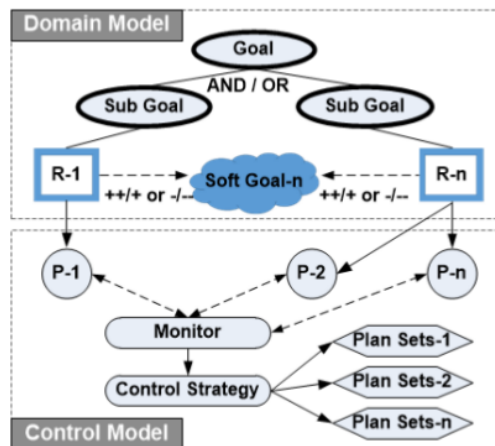 Domain Model
Goal
AND / OR
Sub Goal
Sub Goal
R-1
Soft Goal-n
R-n
++/+ or -/--
++/+ or -/--
P-1
P-2
P-n
Monitor
Plan Sets-1
Control Strategy
Plan Sets-2
Plan Sets-n
Control Model